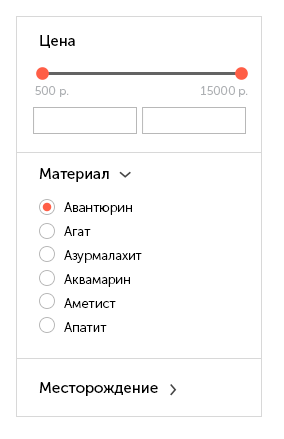 Цена
500 р. 15000 р.
Материал
Авантюрин
Агат
Азурмалахит
Аквамарин
Аметист
Апатит
Месторождение